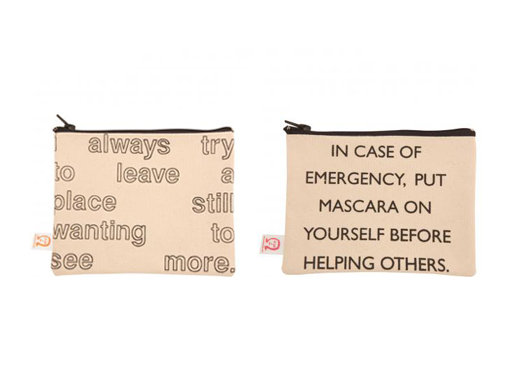 I always try
to leave a
place still
wanting to
see more.
IN CASE OF
EMERGENCY, PUT
MASCARA ON
YOURSELF BEFORE
HELPING OTHERS.